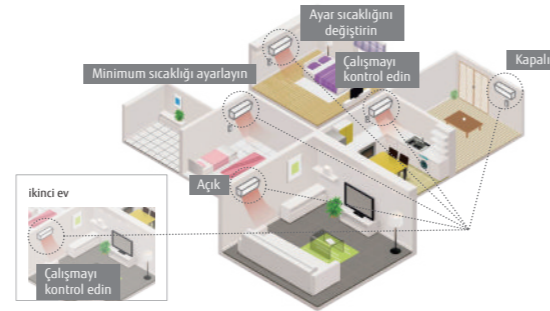 Ayar sıcaklığını
değiştirin
Çalışmayı
kontrol edin
Kapalı
Minimum sıcaklığı ayarlayın
Açık
ikinci ev
Çalışmayı
kontrol edin